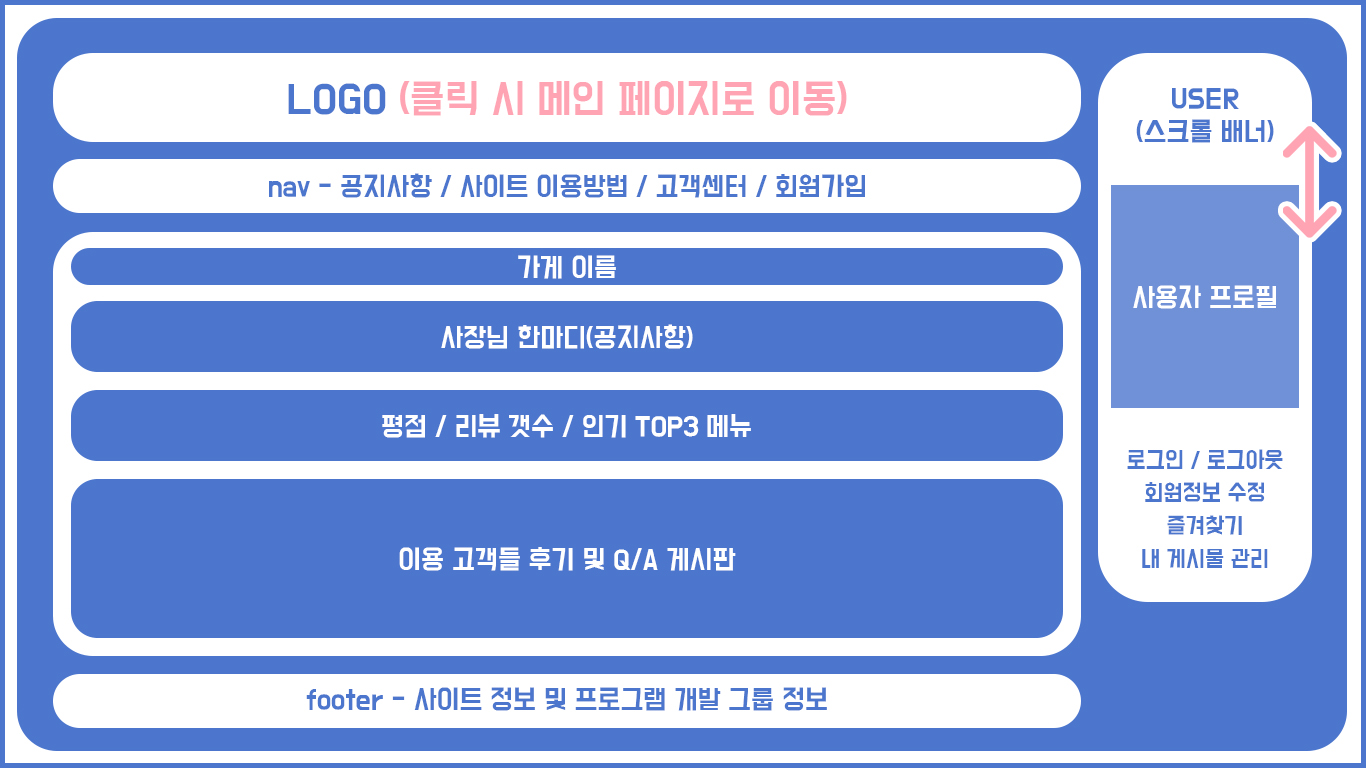 LOGO (클릭 시 메인 페이지로 이동)
nav - 공지사항 / 사이트 이용방법 / 고객센터 / 회원가입
가게 이름
사장님 한마디(공지사항)
평점 / 리뷰 갯수 / 인기 TOP3 메뉴
이용 고객들 후기 및 Q/A 게시판
footer - 사이트 정보 및 프로그램 개발 그룹 정보
USER
(스크롤 배너)
사용자 프로필
로그인 / 로그아웃
회원정보 수정
즐겨찾기
내 게시물 관리